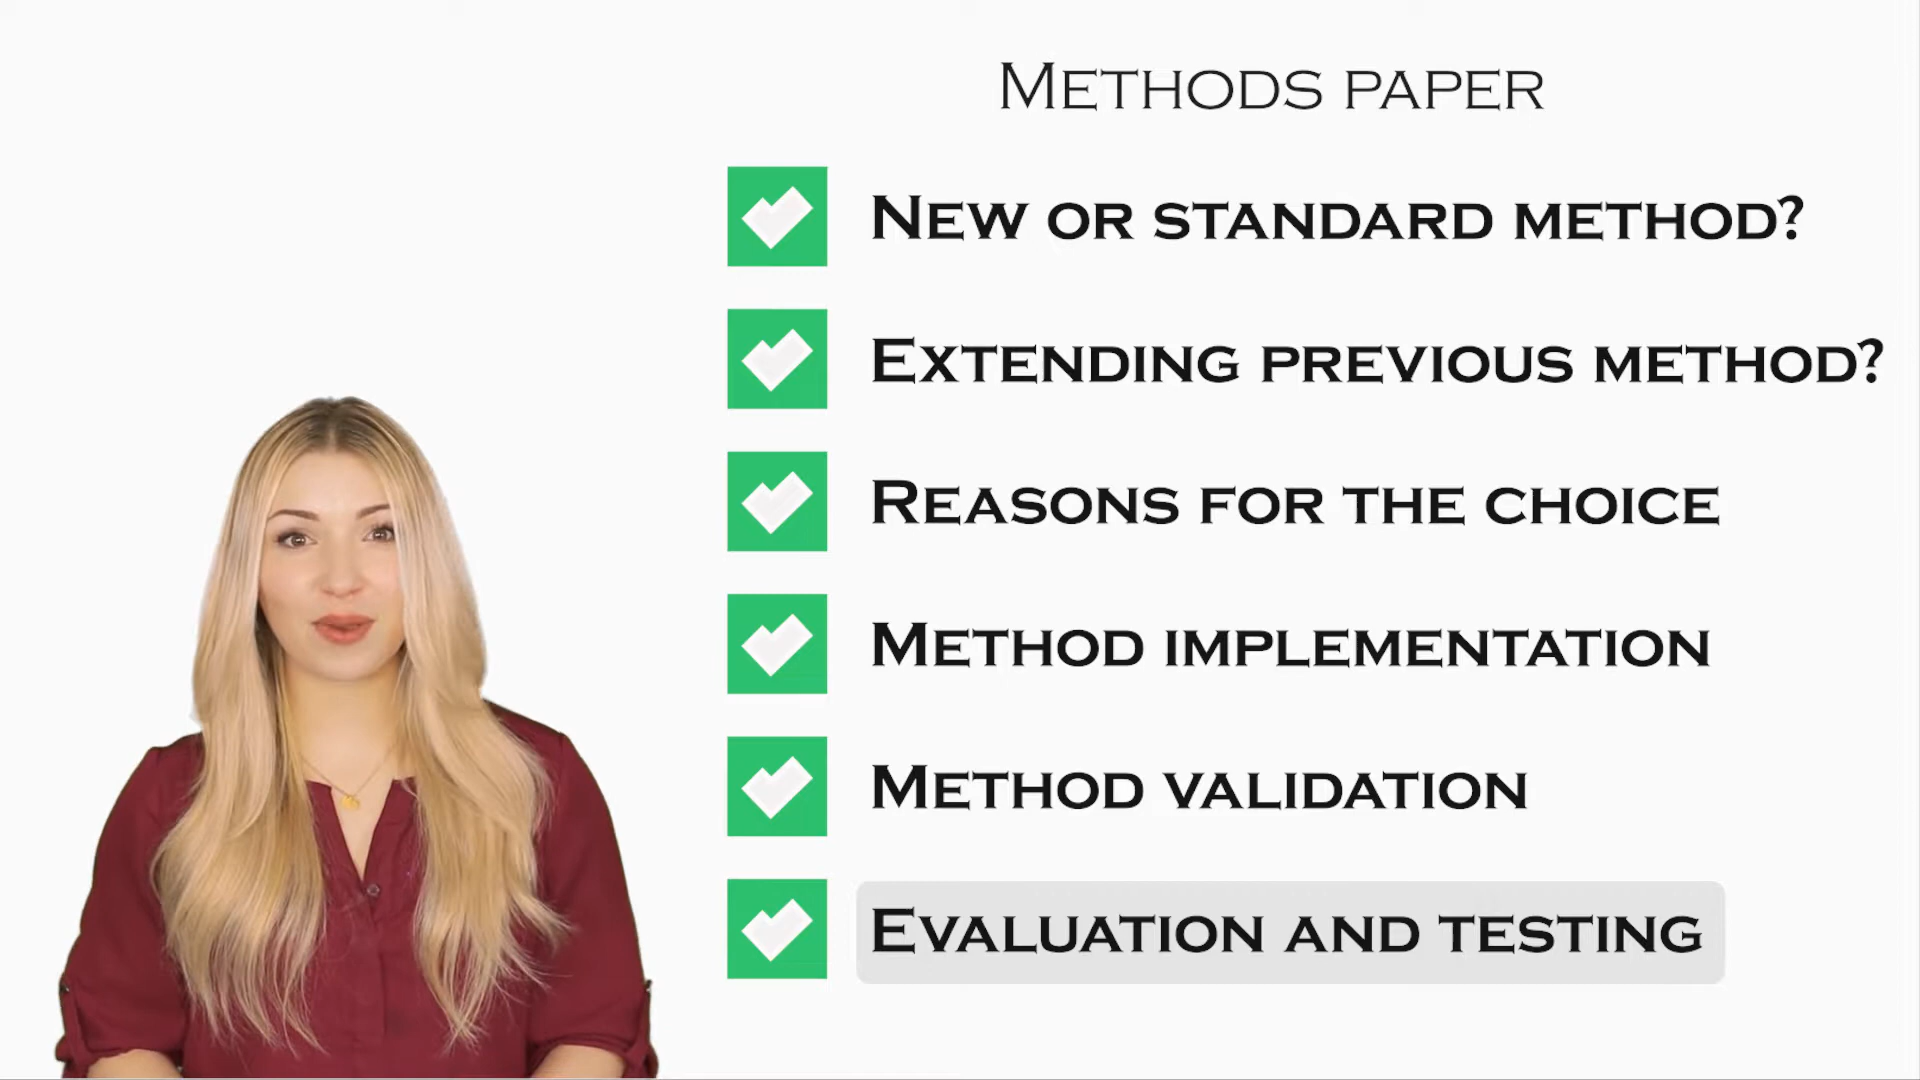 Methods paper
New or standard method?
Extending previous method?
Reasons for the choice
Method implementation
Method validation
Evaluation and testing